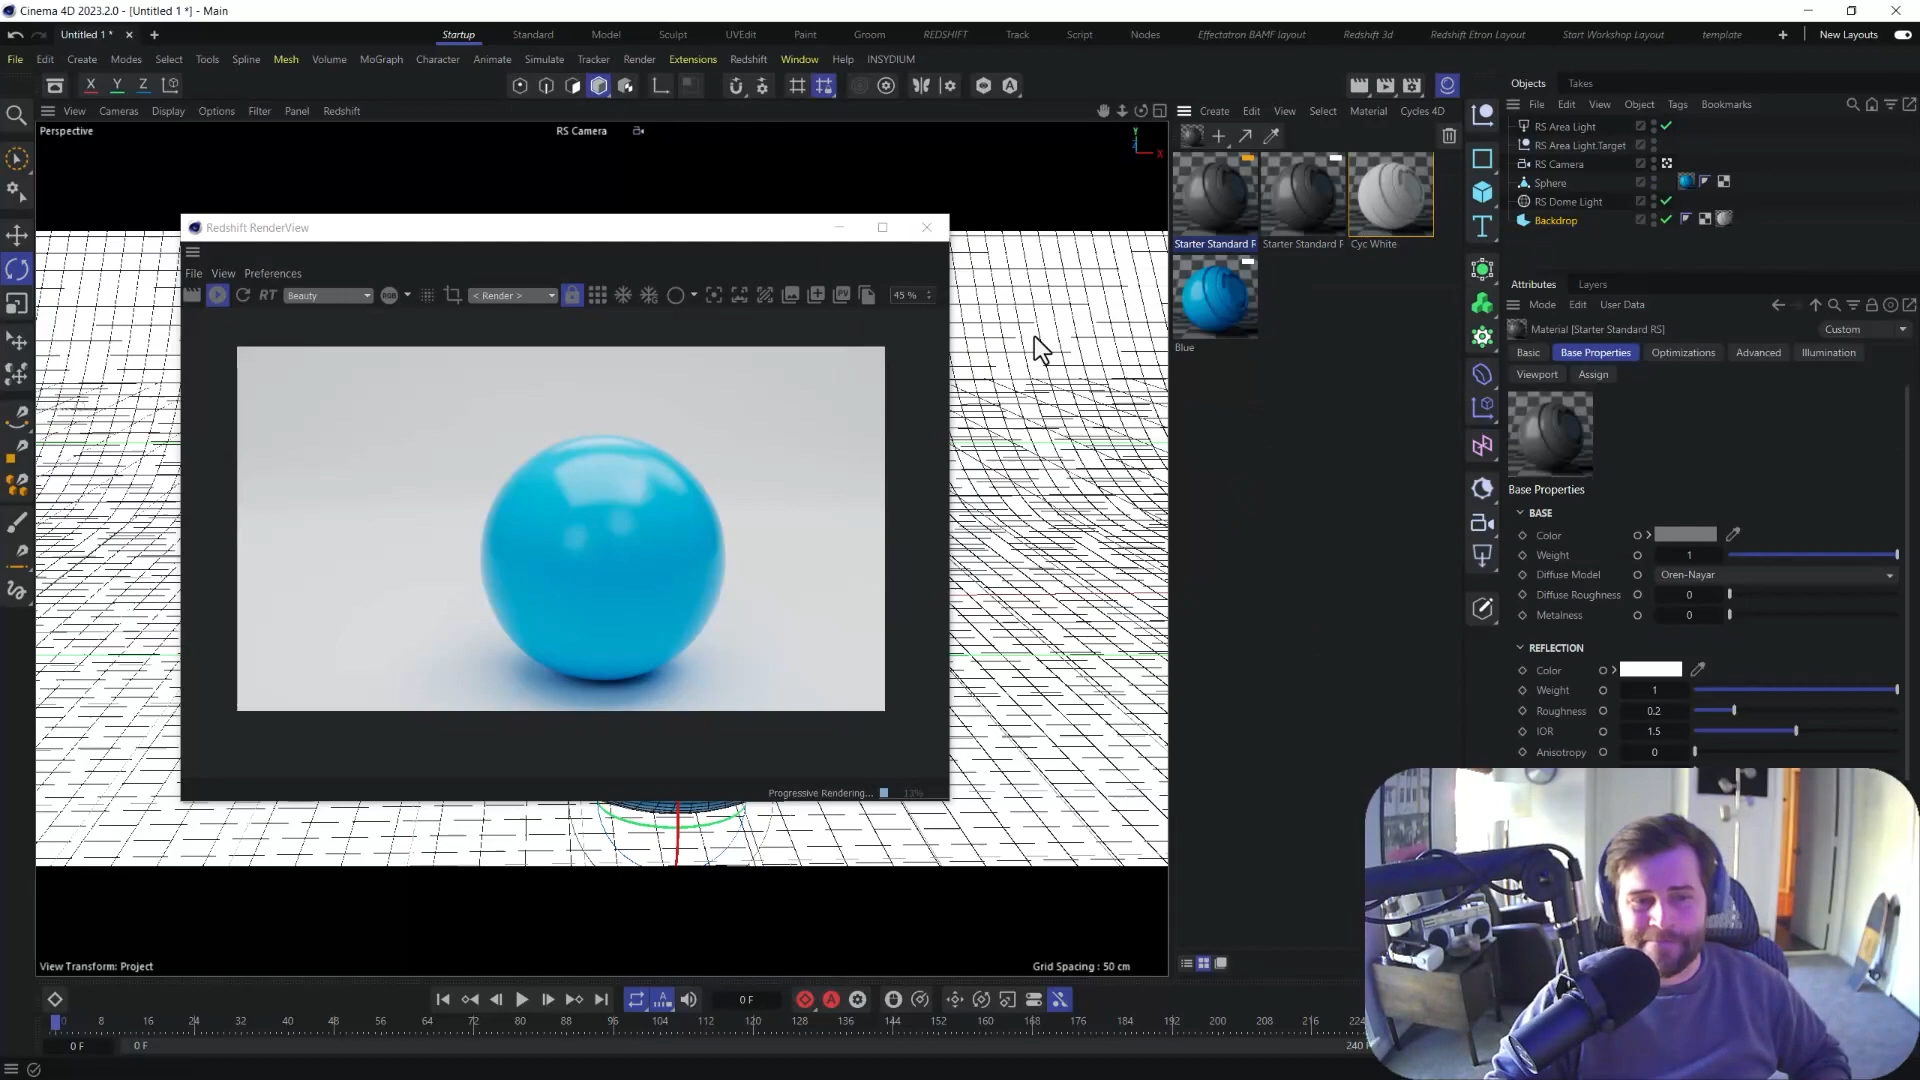 Cinema 4D 2023.2.0 - [Untitled 1 *] - Main
Untitled 1 *
Startup
Standard
Model
Sculpt
UVEdit
Paint
Groom
REDSHIFT
Track
Script
Nodes
Effectatron BAMF layout
Redshift 3d
Redshift Etron Layout
Start Workshop Layout
template
New Layouts
File Edit Create Modes Select Tools Spline Mesh Volume MoGraph Character Animate Simulate Tracker Render Extensions Redshift Window Help INSYDIUM
X Y Z
View Cameras Display Options Filter Panel Redshift
Perspective
RS Camera
Y
Z
X
Redshift RenderView
File View Preferences
RT
Beauty
RGB
< Render >
PV
45 %
Progressive Rendering...
13%
View Transform: Project
Grid Spacing : 50 cm
Create Edit View Select Material Cycles 4D
Starter Standard F
Starter Standard F
Cyc White
Blue
Objects
Takes
File Edit View Object Tags Bookmarks
RS Area Light
RS Area Light.Target
RS Camera
Sphere
RS Dome Light
Backdrop
Attributes
Layers
Mode Edit User Data
Material [Starter Standard RS]
Custom
Basic
Base Properties
Optimizations
Advanced
Illumination
Viewport
Assign
Base Properties
BASE
Color
Weight
1
Diffuse Model
Oren-Nayar
Diffuse Roughness
0
Metalness
0
REFLECTION
Color
Weight
1
Roughness
0.2
IOR
1.5
Anisotropy
0
0 F
0 8 16 24 32 40 48 56 64 72 80 88 96 104 112 120 128 136 144 152 160 168 176 184 192 200 208 216 224
0 F
0 F
240 F